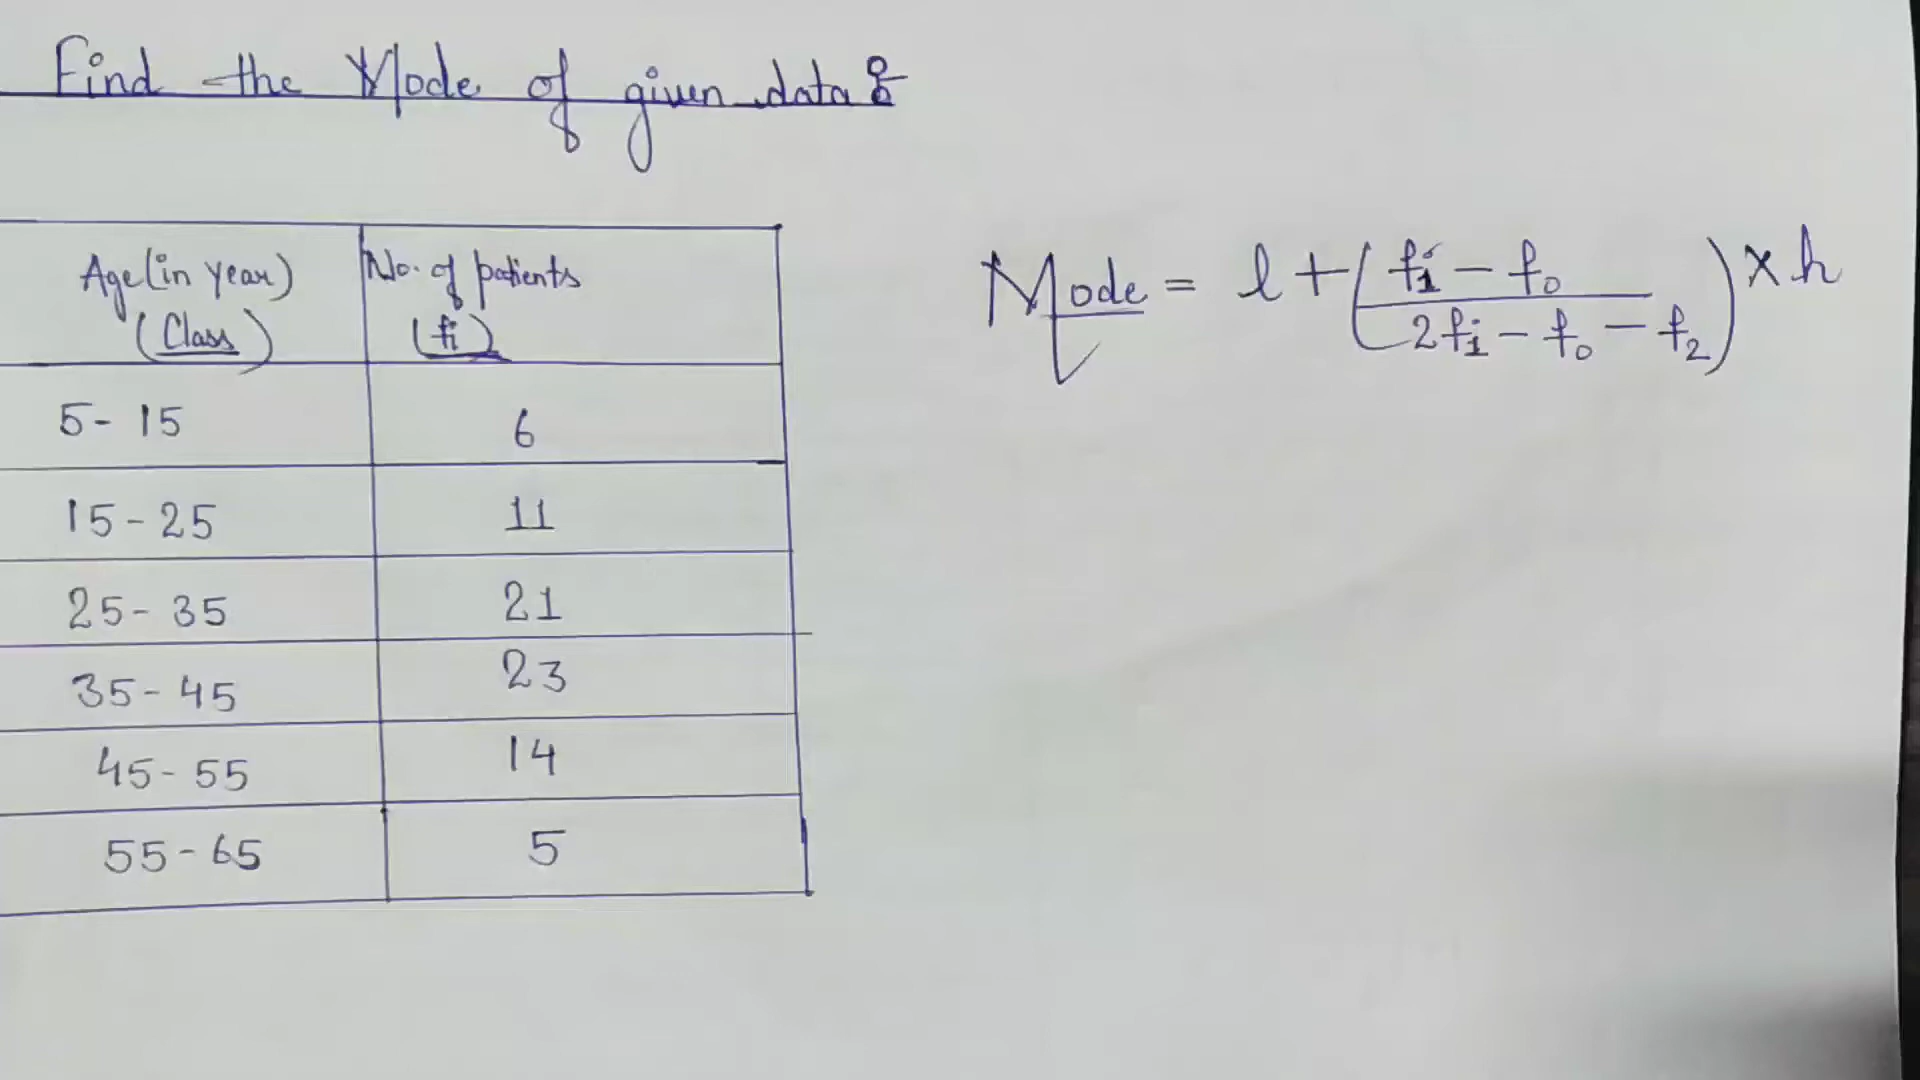 Find the Mode of given data :-
Age (in year) No. of patients
(Class) (fi)
5 - 15 6
15 - 25 11
25 - 35 21
35 - 45 23
45 - 55 14
55 - 65 5
Mode = l + ( f1 - f0 / 2f1 - f0 - f2 ) × h